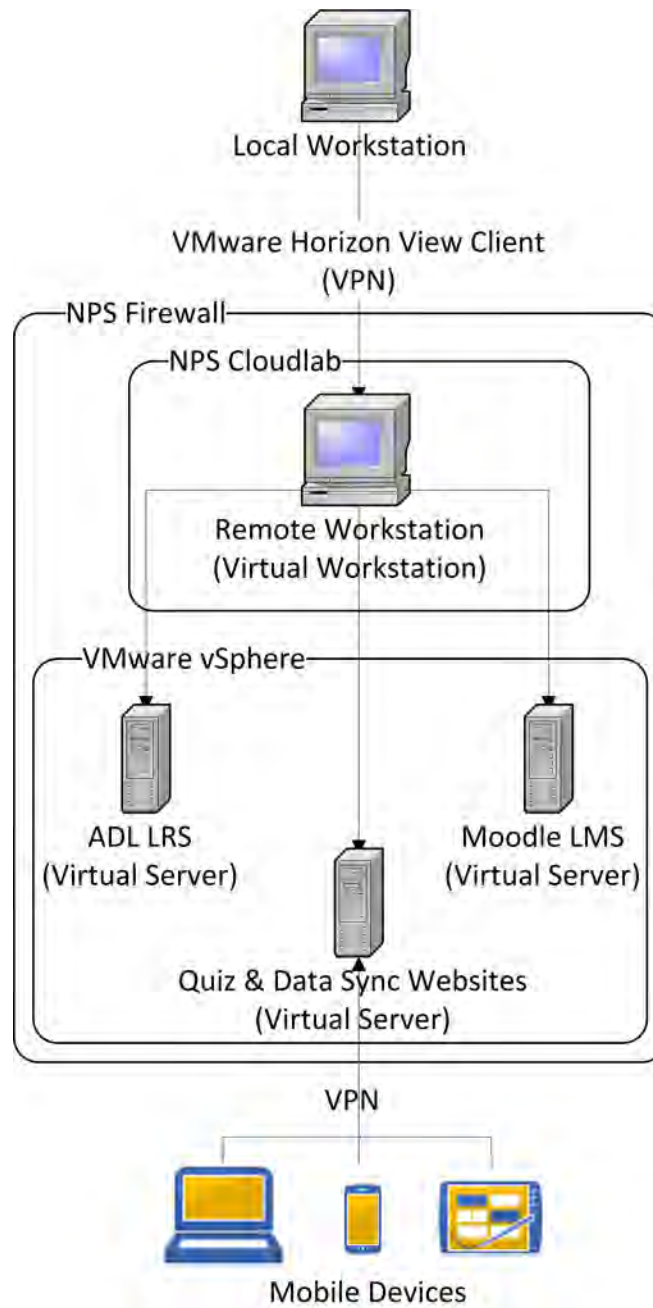 Local Workstation
VMware Horizon View Client
(VPN)
NPS Firewall
NPS Cloudlab
Remote Workstation
(Virtual Workstation)
VMware vSphere
ADL LRS
(Virtual Server)
Moodle LMS
(Virtual Server)
Quiz & Data Sync Websites
(Virtual Server)
VPN
Mobile Devices